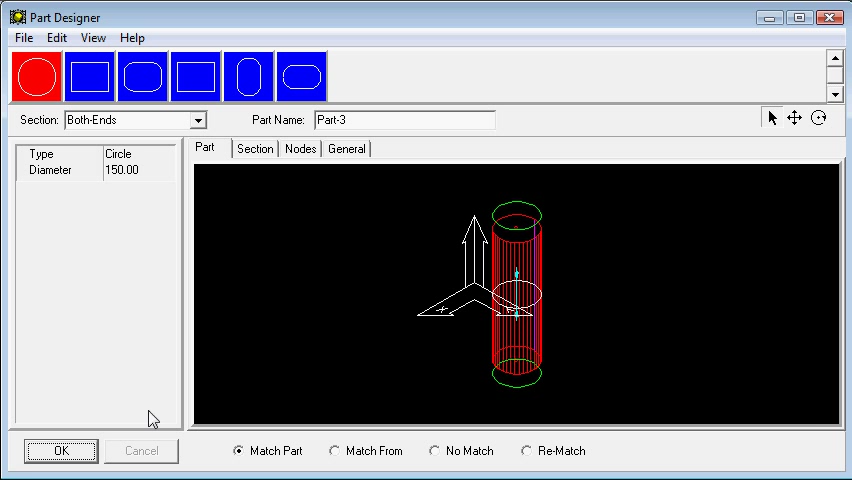 Part Designer
File Edit View Help
Section: Both-Ends Part Name: Part-3
Type Circle
Diameter 150.00
Part Section Nodes General
X
OK Cancel Match Part Match From No Match Re-Match